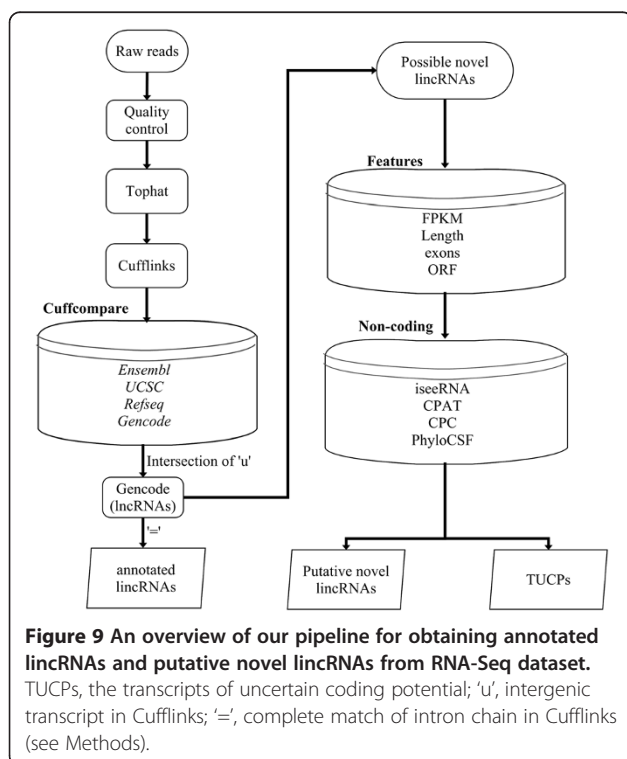 Raw reads
Quality
control
Tophat
Cufflinks
Cuffcompare
Ensembl
UCSC
Refseq
Gencode
Intersection of 'u'
Gencode
(lncRNAs)
'='
annotated
lincRNAs
Possible novel
lincRNAs
Features
FPKM
Length
exons
ORF
Non-coding
iseeRNA
CPAT
CPC
PhyloCSF
Putative novel
lincRNAs
TUCPs
Figure 9 An overview of our pipeline for obtaining annotated
lincRNAs and putative novel lincRNAs from RNA-Seq dataset.
TUCPs, the transcripts of uncertain coding potential; ‘u’, intergenic
transcript in Cufflinks; ‘=’, complete match of intron chain in Cufflinks
(see Methods).